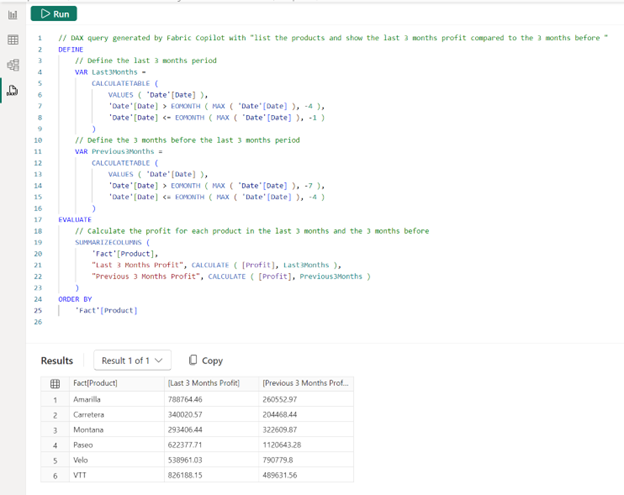 Run
1 // DAX query generated by Fabric Copilot with "list the products and show the last 3 months profit compared to the 3 months before "
2 DEFINE
3 // Define the last 3 months period
4 VAR Last3Months =
5 CALCULATETABLE (
6 VALUES ( 'Date'[Date] ),
7 'Date'[Date] > EOMONTH ( MAX ( 'Date'[Date] ), -4 ),
8 'Date'[Date] <= EOMONTH ( MAX ( 'Date'[Date] ), -1 )
9 )
10 // Define the 3 months before the last 3 months period
11 VAR Previous3Months =
12 CALCULATETABLE (
13 VALUES ( 'Date'[Date] ),
14 'Date'[Date] > EOMONTH ( MAX ( 'Date'[Date] ), -7 ),
15 'Date'[Date] <= EOMONTH ( MAX ( 'Date'[Date] ), -4 )
16 )
17 EVALUATE
18 // Calculate the profit for each product in the last 3 months and the 3 months before
19 SUMMARIZECOLUMNS (
20 'Fact'[Product],
21 "Last 3 Months Profit", CALCULATE ( [Profit], Last3Months ),
22 "Previous 3 Months Profit", CALCULATE ( [Profit], Previous3Months )
23 )
24 ORDER BY
25 'Fact'[Product]
26
Results Result 1 of 1 Copy
Fact[Product] [Last 3 Months Profit] [Previous 3 Months Prof...
1 Amarilla 788764.46 260552.97
2 Carretera 340020.57 204468.44
3 Montana 293406.44 322609.87
4 Paseo 622377.71 1120643.28
5 Velo 538961.03 790779.8
6 VTT 826188.15 489631.56